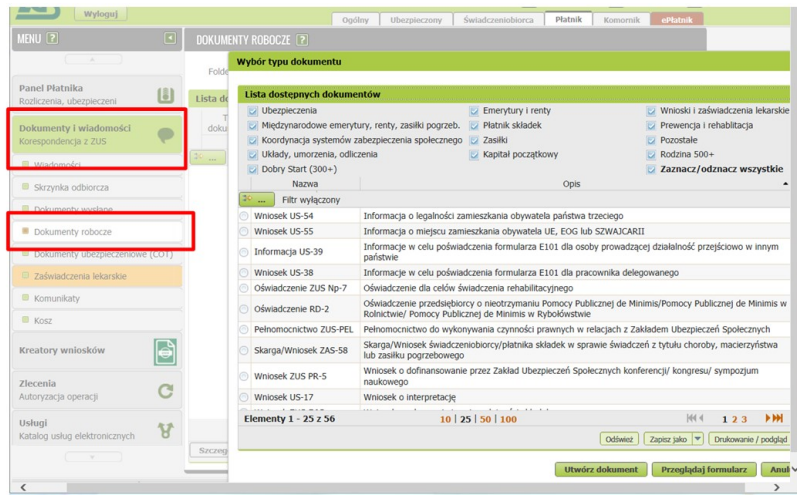 Wyloguj
Ogólny Ubezpieczony Świadczeniobiorca Płatnik Komornik ePłatnik
MENU ?
DOKUMENTY ROBOCZE ?
Panel Płatnika
Rozliczenia, ubezpieczeni
Dokumenty i wiadomości
Korespondencja z ZUS
Wiadomości
Skrzynka odbiorcza
Dokumenty wysłane
Dokumenty robocze
Dokumenty ubezpieczeniowe (COT)
Zaświadczenia lekarskie
Komunikaty
Kosz
Kreatory wniosków
Zlecenia
Autoryzacja operacji
Usługi
Katalog usług elektronicznych
Folde
Lista do
T
doku
...
Szczeg
Wybór typu dokumentu
Lista dostępnych dokumentów
Ubezpieczenia Emerytury i renty Wnioski i zaświadczenia lekarskie
Międzynarodowe emerytury, renty, zasiłki pogrzeb. Płatnik składek Prewencja i rehablitacja
Koordynacja systemów zabezpieczenia społecznego Zasiłki Pozostałe
Układy, umorzenia, odliczenia Kapitał początkowy Rodzina 500+
Dobry Start (300+) Zaznacz/odznacz wszystkie
Nazwa Opis
... Filtr wyłączony
Wniosek US-54 Informacja o legalności zamieszkania obywatela państwa trzeciego
Wniosek US-55 Informacja o miejscu zamieszkania obywatela UE, EOG lub SZWAJCARII
Informacja US-39 Informacje w celu poświadczenia formularza E101 dla osoby prowadzącej działalność przejściowo w innym
państwie
Wniosek US-38 Informacje w celu poświadczenia formularza E101 dla pracownika delegowanego
Oświadczenie ZUS Np-7 Oświadczenie dla celów świadczenia rehabilitacyjnego
Oświadczenie RD-2 Oświadczenie przedsiębiorcy o nieotrzymaniu Pomocy Publicznej de Minimis/Pomocy Publicznej de Minimis w
Rolnictwie/ Pomocy Publicznej de Minimis w Rybołówstwie
Pełnomocnictwo ZUS-PEL Pełnomocnictwo do wykonywania czynności prawnych w relacjach z Zakładem Ubezpieczeń Społecznych
Skarga/Wniosek ZAS-58 Skarga/Wniosek świadczeniobiorcy/płatnika składek w sprawie świadczeń z tytułu choroby, macierzyństwa
lub zasiłku pogrzebowego
Wniosek ZUS PR-5 Wniosek o dofinansowanie przez Zakład Ubezpieczeń Społecznych konferencji/ kongresu/ sympozjum
naukowego
Wniosek US-17 Wniosek o interpretację
Elementy 1 - 25 z 56 10 | 25 | 50 | 100 1 2 3
Odśwież Zapisz jako Drukowanie / podgląd
Utwórz dokument Przeglądaj formularz Anul